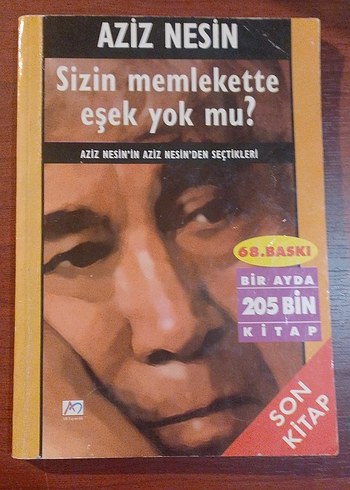 AZİZ NESİN
Sizin memlekette
eşek yok mu?
AZİZ NESİN'İN AZİZ NESİN'DEN SEÇTİKLERİ
68.BASKI
BİR AYDA
205 BİN
KİTAP
SON
KİTAP